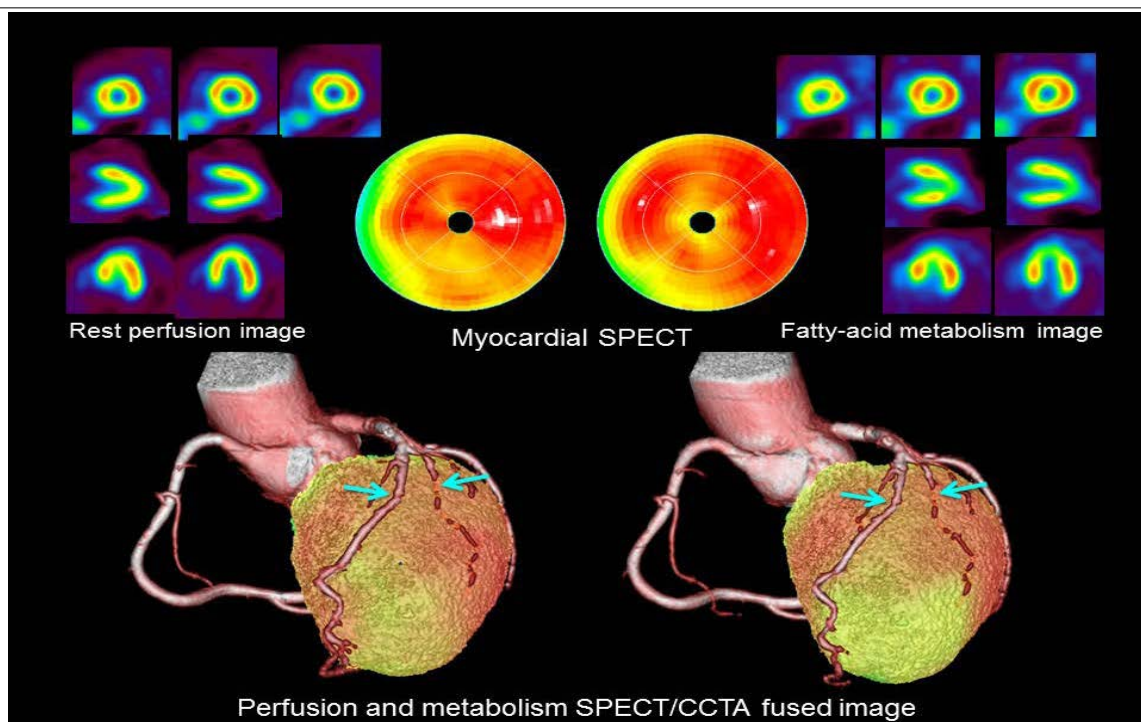 Rest perfusion image
Myocardial SPECT
Fatty-acid metabolism image
Perfusion and metabolism SPECT/CCTA fused image